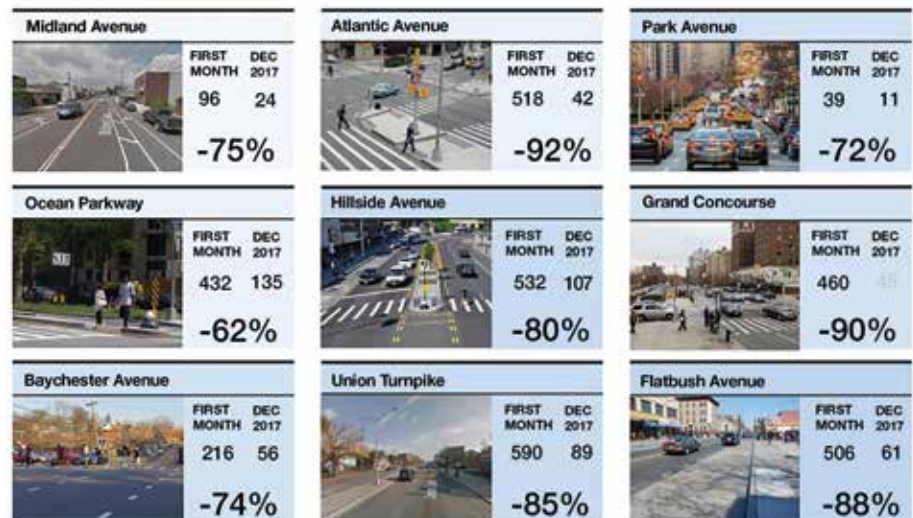 Midland Avenue
FIRST MONTH DEC 2017
96 24
-75%
Atlantic Avenue
FIRST MONTH DEC 2017
518 42
-92%
Park Avenue
FIRST MONTH DEC 2017
39 11
-72%
Ocean Parkway
FIRST MONTH DEC 2017
432 135
-62%
Hillside Avenue
FIRST MONTH DEC 2017
532 107
-80%
Grand Concourse
FIRST MONTH DEC 2017
460
-90%
Baychester Avenue
FIRST MONTH DEC 2017
216 56
-74%
Union Turnpike
FIRST MONTH DEC 2017
590 89
-85%
Flatbush Avenue
FIRST MONTH DEC 2017
506 61
-88%